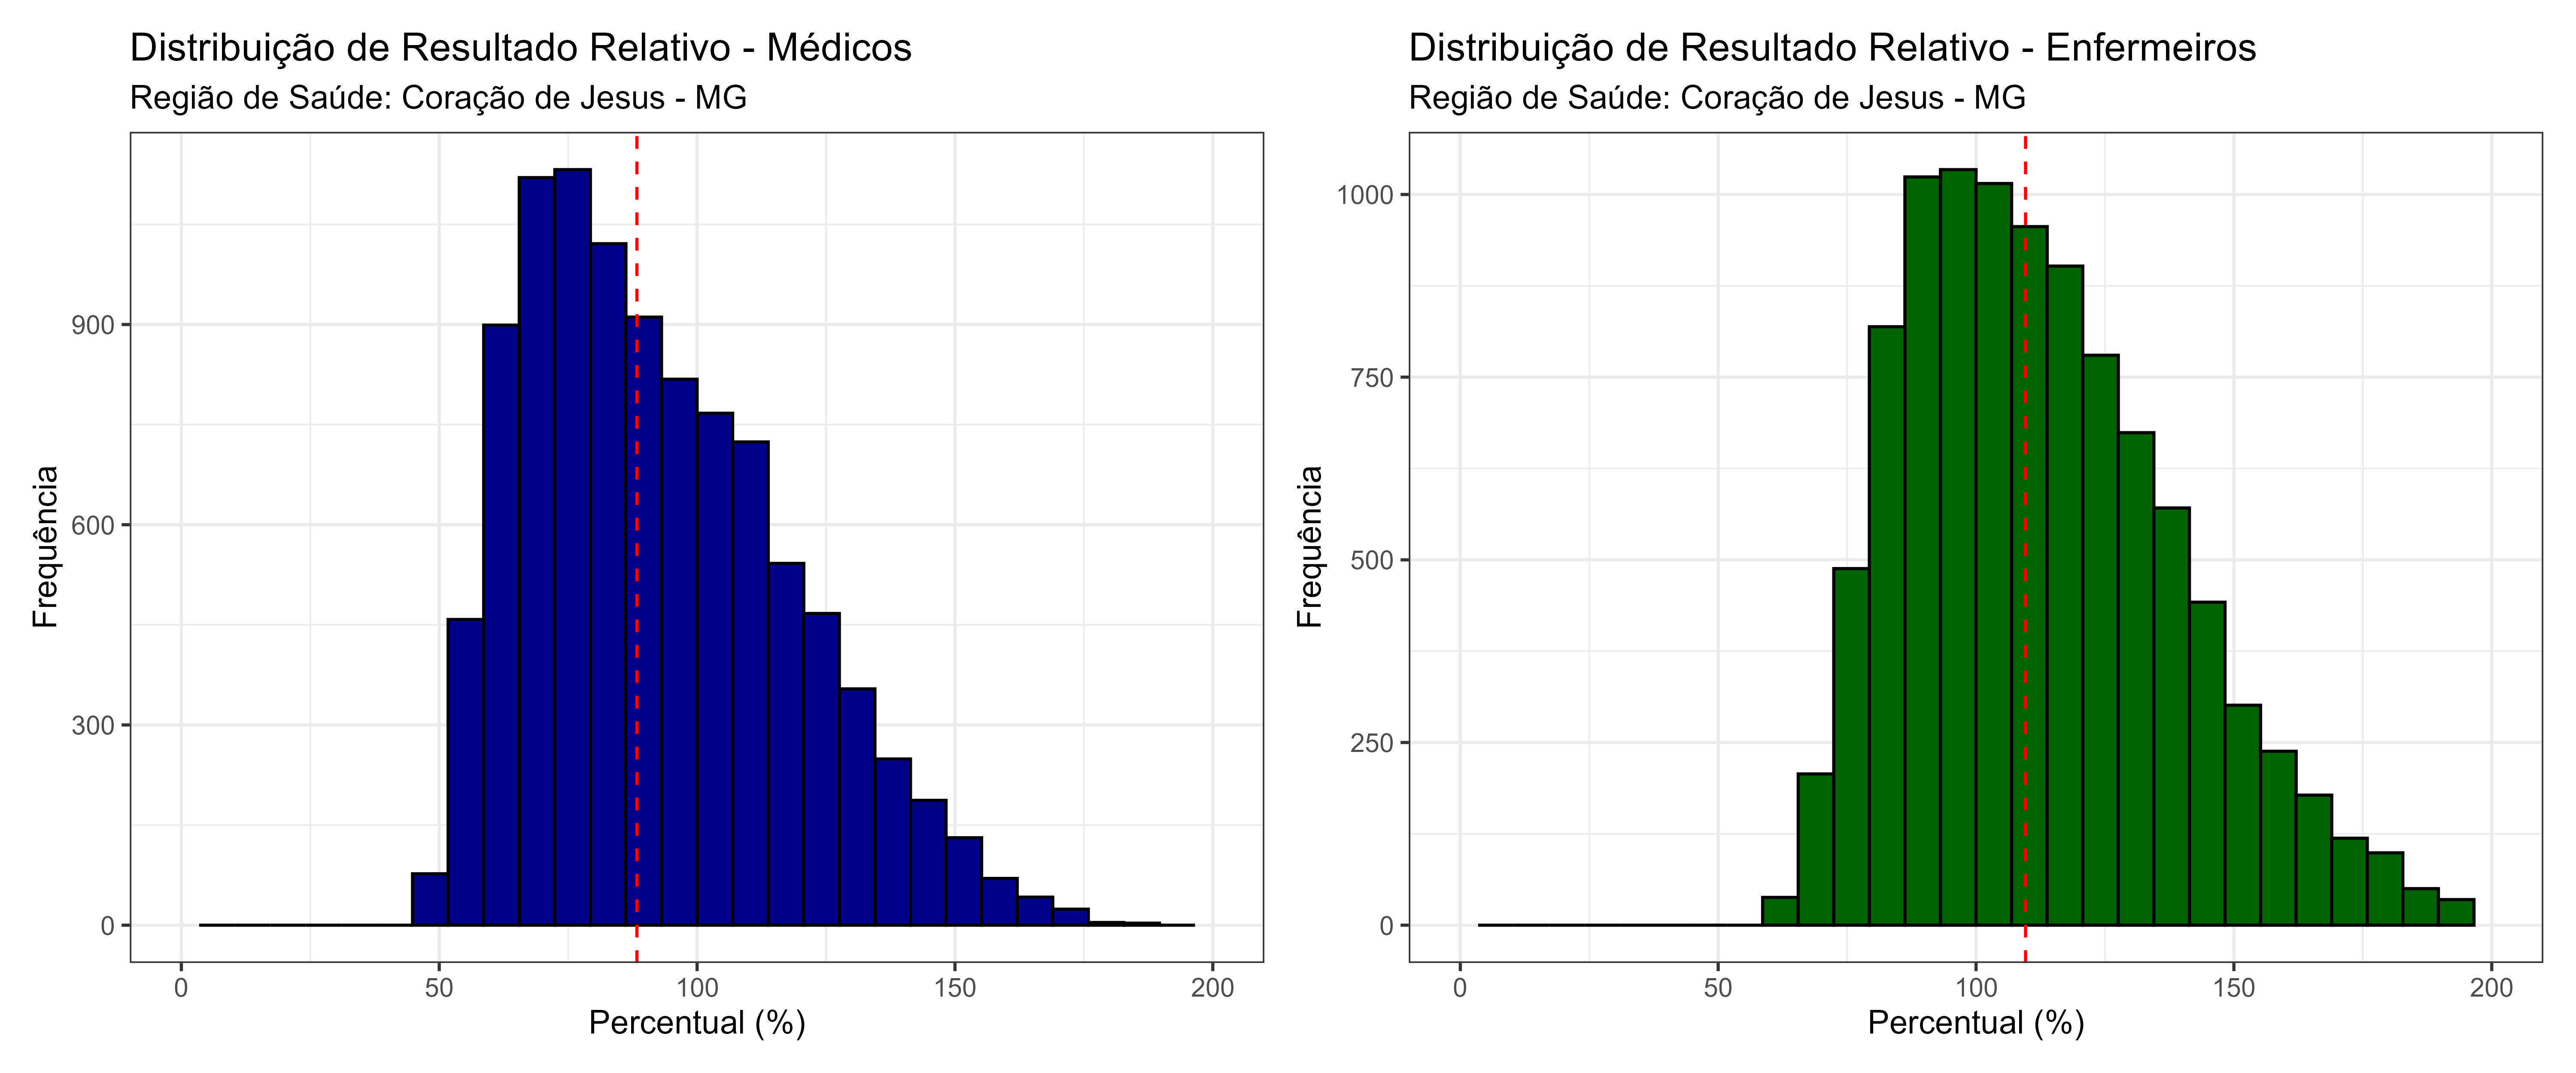 Distribuição de Resultado Relativo - Médicos
Região de Saúde: Coração de Jesus - MG
Frequência
900
600
300
0
0 50 100 150 200
Percentual (%)
Distribuição de Resultado Relativo - Enfermeiros
Região de Saúde: Coração de Jesus - MG
Frequência
1000
750
500
250
0
0 50 100 150 200
Percentual (%)